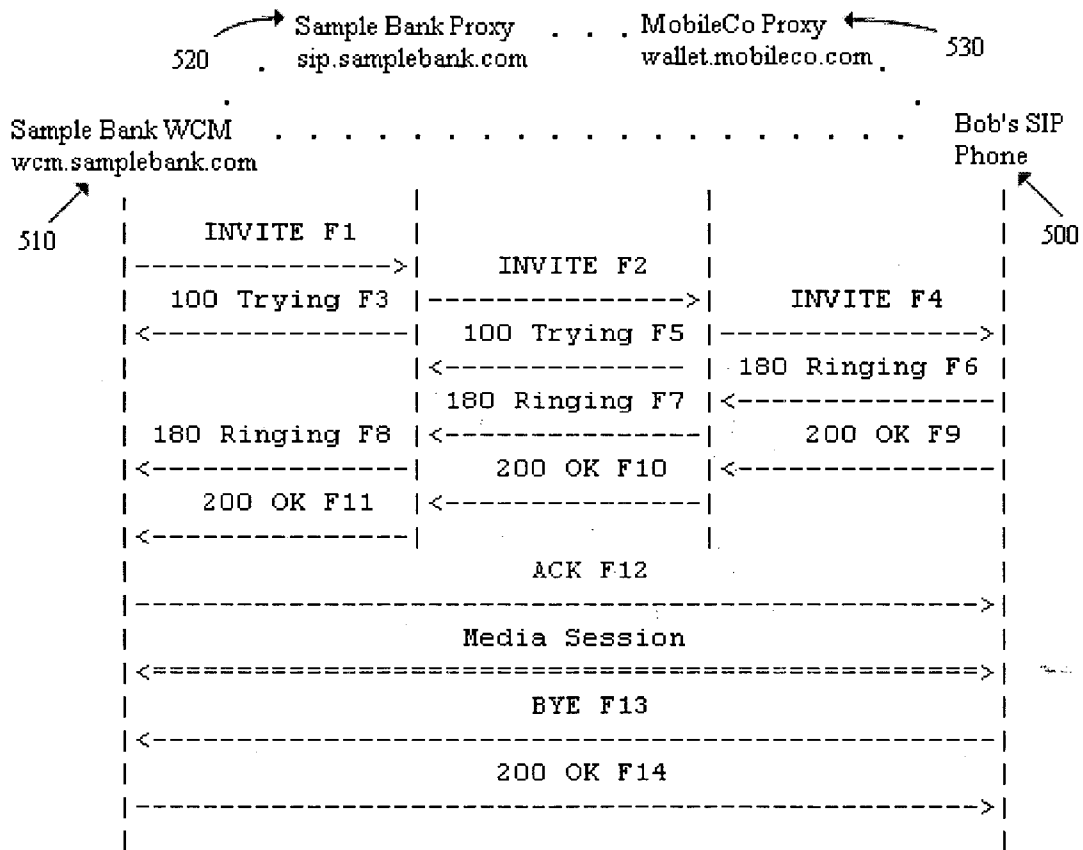 Sample Bank Proxy . . . MobileCo Proxy
520 sip.samplebank.com wallet.mobileco.com 530
Sample Bank WCM Bob's SIP
wcm.samplebank.com Phone
510 500
INVITE F1
INVITE F2
100 Trying F3 INVITE F4
100 Trying F5
180 Ringing F6
180 Ringing F7
180 Ringing F8 200 OK F9
200 OK F10
200 OK F11
ACK F12
Media Session
BYE F13
200 OK F14